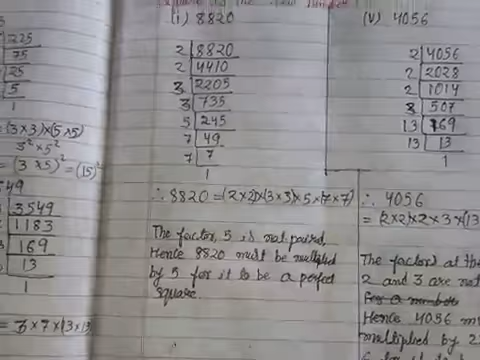 225
75
25
5
1
= (3×3)×(5×5)
3²×5²
= (3×5)² = (15)²
3549
1183
169
13
1
= 3×7×(13×13
(i) 8820
2 | 8820
2 | 4410
3 | 2205
3 | 735
5 | 245
7 | 49
7 | 7
1
∴ 8820 = (2×2)×(3×3)×5×(7×7)
The factor, 5 is not paired,
Hence 8820 must be multiplied
by 5 for it to be a perfect
square.
(v) 4056
2 | 4056
2 | 2028
2 | 1014
3 | 507
13 | 169
13 | 13
1
∴ 4056
= (2×2)×2×3×(13
The factors at the
2 and 3 are not
Hence 4056 m
multiplied by 2